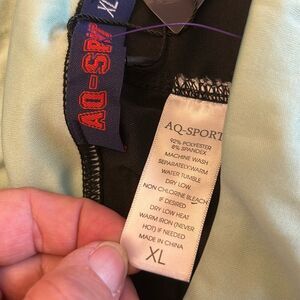 XL
AQ-SP
AQ-SPORT
92% POLYESTER
8% SPANDEX
MACHINE WASH
SEPARATELY/WARM
WATER TUMBLE
DRY LOW.
NON CHLORINE BLEACH
IF DESIRED
DRY LOW HEAT
WARM IRON (NEVER
HOT) IF NEEDED
MADE IN CHINA
XL